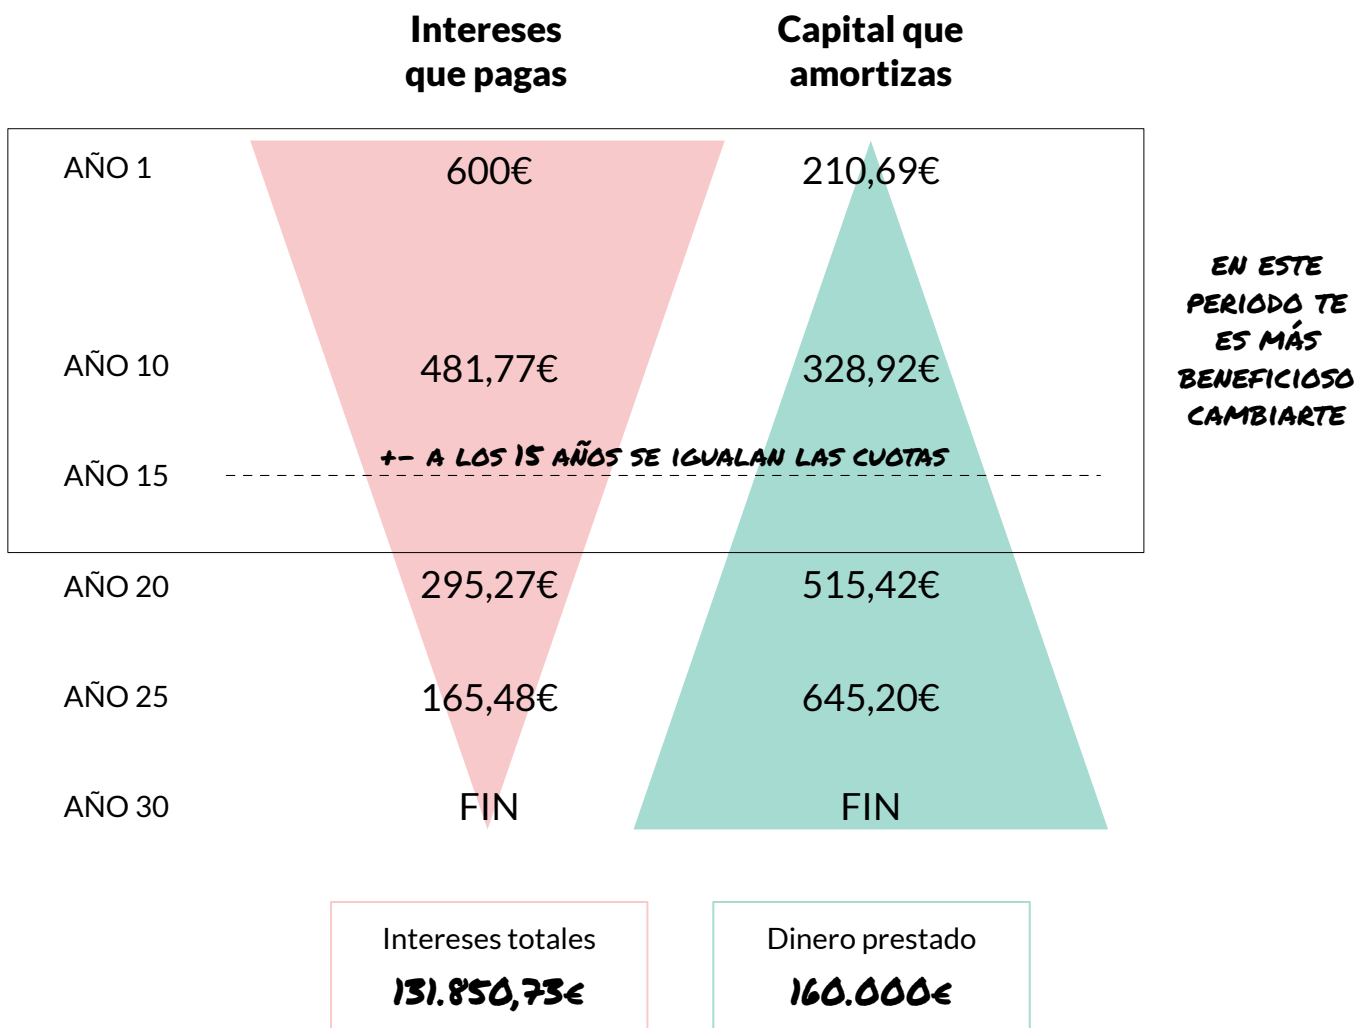 Intereses
que pagas
Capital que
amortizas
AÑO 1
600€
210,69€
EN ESTE
PERIODO TE
ES MÁS
BENEFICIOSO
CAMBIARTE
AÑO 10
481,77€
328,92€
+- A LOS 15 AÑOS SE IGUALAN LAS CUOTAS
AÑO 15
AÑO 20
295,27€
515,42€
AÑO 25
165,48€
645,20€
AÑO 30
FIN
FIN
Intereses totales
131.850,73€
Dinero prestado
160.000€